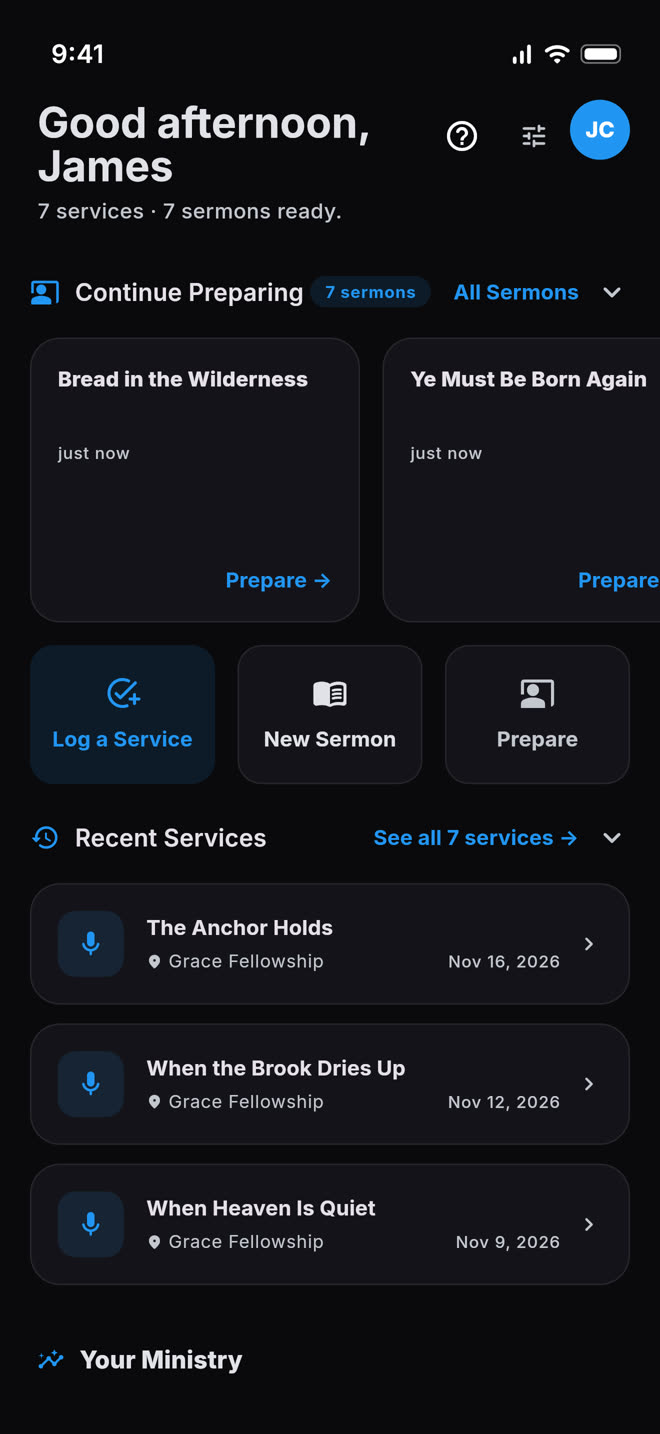 9:41
Good afternoon,
James
JC
7 services · 7 sermons ready.
Continue Preparing 7 sermons All Sermons
Bread in the Wilderness
just now
Prepare →
Ye Must Be Born Again
just now
Prepare
Log a Service
New Sermon
Prepare
Recent Services See all 7 services →
The Anchor Holds
Grace Fellowship Nov 16, 2026
When the Brook Dries Up
Grace Fellowship Nov 12, 2026
When Heaven Is Quiet
Grace Fellowship Nov 9, 2026
Your Ministry